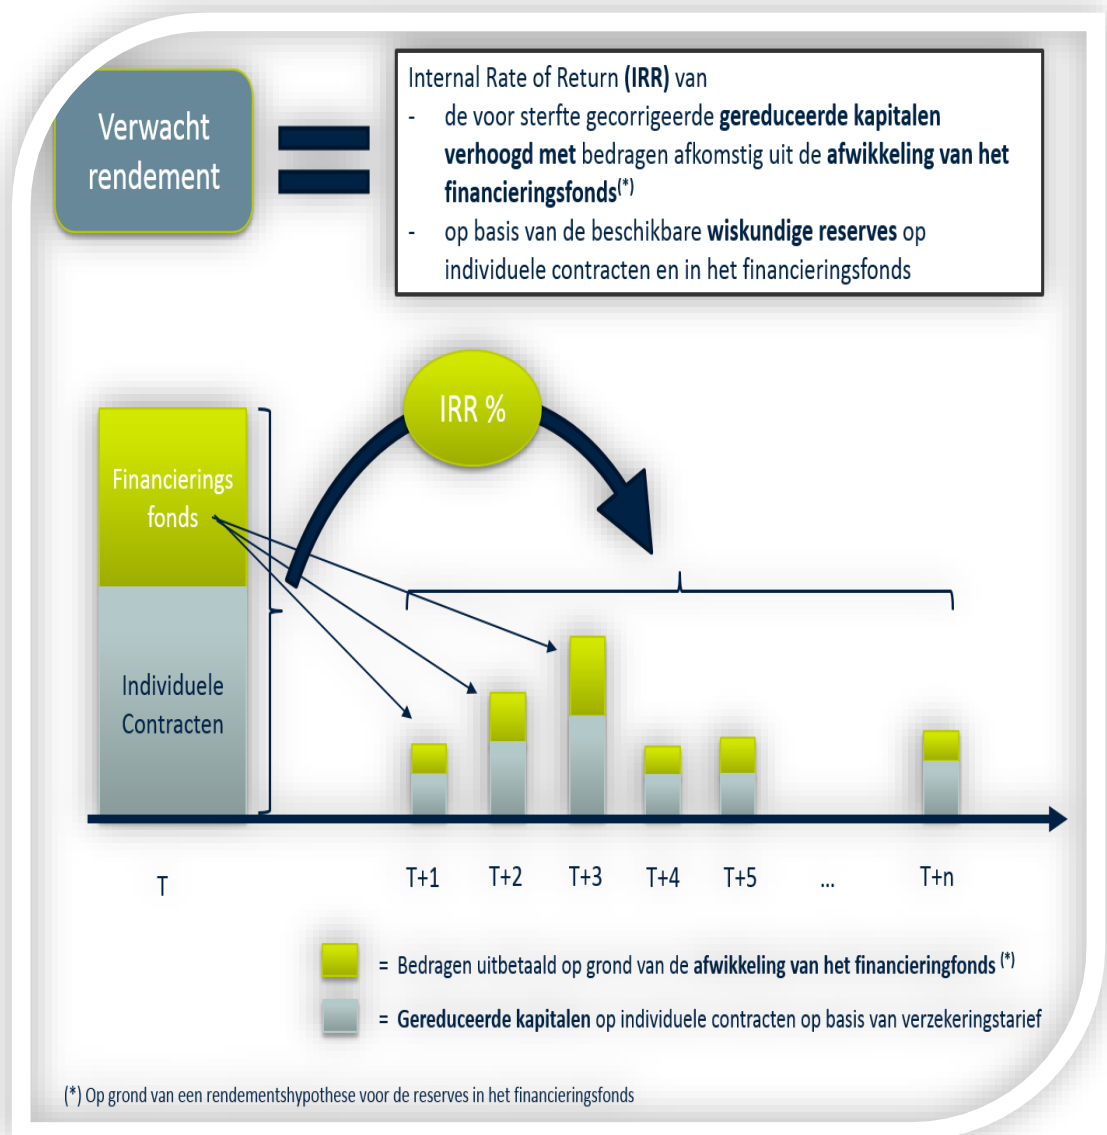 Verwacht
rendement
Internal Rate of Return (IRR) van
- de voor sterfte gecorrigeerde gereduceerde kapitalen
verhoogd met bedragen afkomstig uit de afwikkeling van het
financieringsfonds(*)
- op basis van de beschikbare wiskundige reserves op
individuele contracten en in het financieringsfonds
IRR %
Financierings
fonds
Individuele
Contracten
T
T+1
T+2
T+3
T+4
T+5
...
T+n
= Bedragen uitbetaald op grond van de afwikkeling van het financieringfonds (*)
= Gereduceerde kapitalen op individuele contracten op basis van verzekeringstarief
(*) Op grond van een rendementshypothese voor de reserves in het financieringsfonds